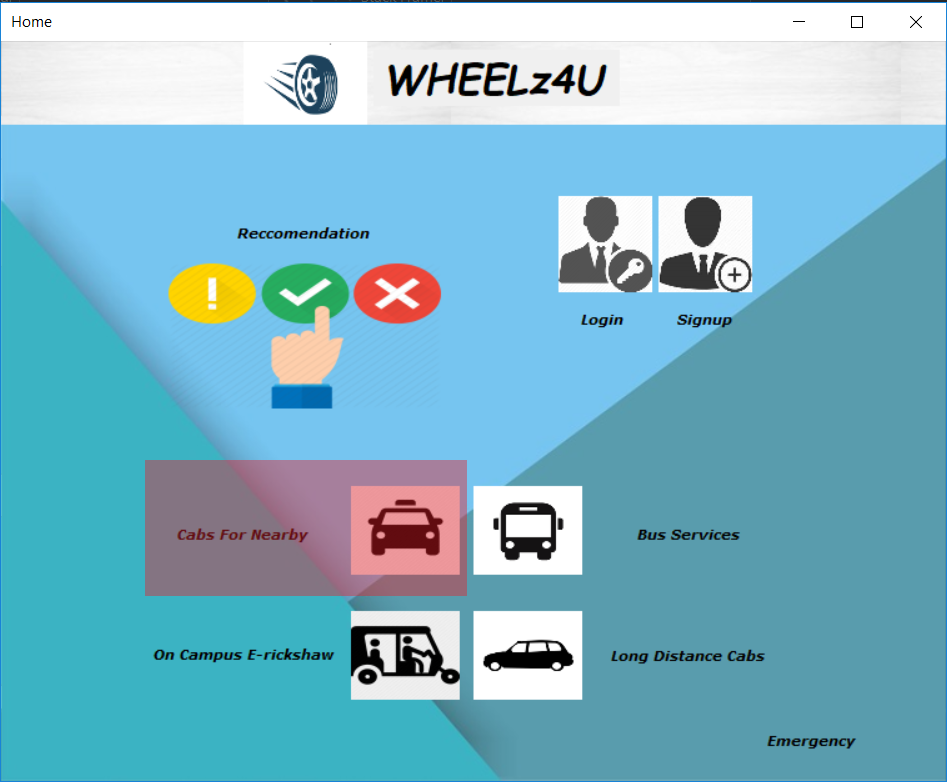 Home
WHEELz4U
Reccomendation
Login
Signup
Cabs For Nearby
Bus Services
On Campus E-rickshaw
Long Distance Cabs
Emergency